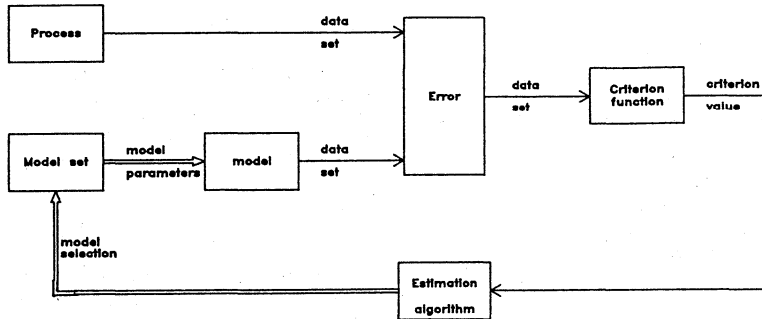 Process
data
set
Error
data
set
Criterion
function
criterion
value
Model set
model
parameters
model
data
set
model
selection
Estimation
algorithm